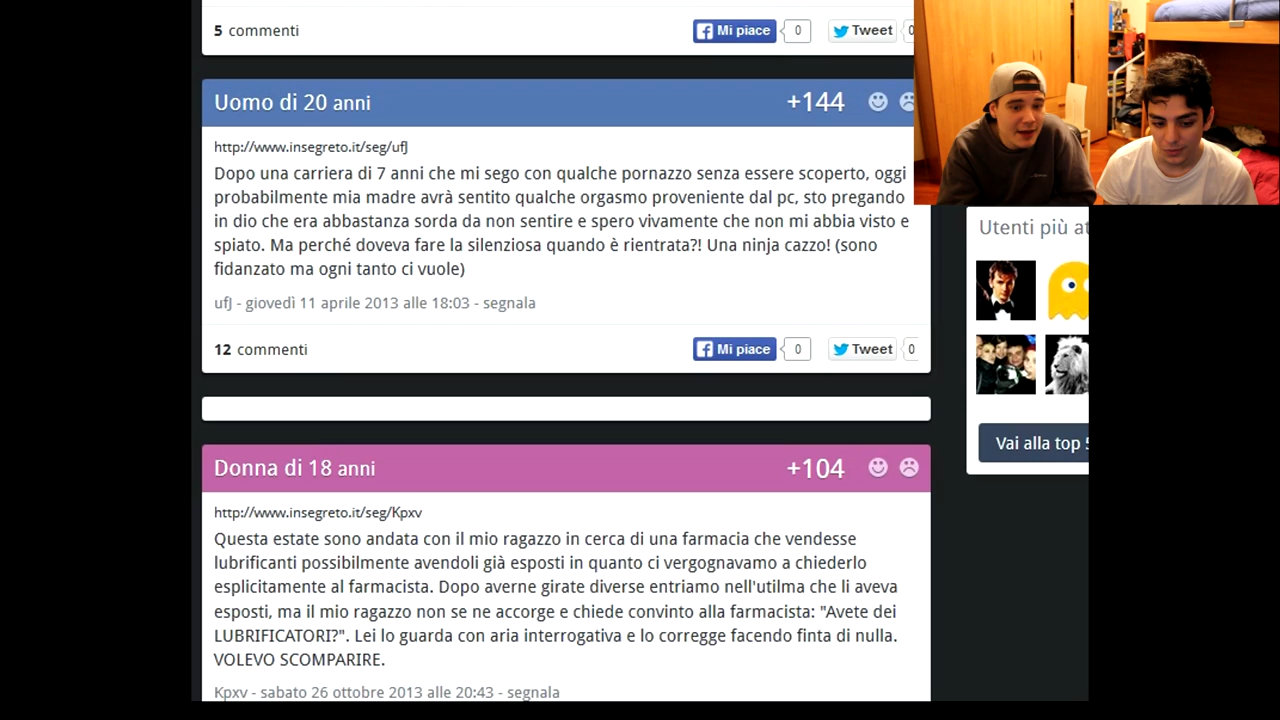 5 commenti
Mi piace 0 Tweet 0
Uomo di 20 anni +144
http://www.insegreto.it/seg/ufJ
Dopo una carriera di 7 anni che mi sego con qualche pornazzo senza essere scoperto, oggi
probabilmente mia madre avrà sentito qualche orgasmo proveniente dal pc, sto pregando
in dio che era abbastanza sorda da non sentire e spero vivamente che non mi abbia visto e
spiato. Ma perché doveva fare la silenziosa quando è rientrata?! Una ninja cazzo! (sono
fidanzato ma ogni tanto ci vuole)
ufJ - giovedì 11 aprile 2013 alle 18:03 - segnala
12 commenti
Mi piace 0 Tweet 0
Donna di 18 anni +104
http://www.insegreto.it/seg/Kpxv
Questa estate sono andata con il mio ragazzo in cerca di una farmacia che vendesse
lubrificanti possibilmente avendoli già esposti in quanto ci vergognavamo a chiederlo
esplicitamente al farmacista. Dopo averne girate diverse entriamo nell'utilma che li aveva
esposti, ma il mio ragazzo non se ne accorge e chiede convinto alla farmacista: "Avete dei
LUBRIFICATORI?". Lei lo guarda con aria interrogativa e lo corregge facendo finta di nulla.
VOLEVO SCOMPARIRE.
Kpxv - sabato 26 ottobre 2013 alle 20:43 - segnala
Utenti più at
Vai alla top 5